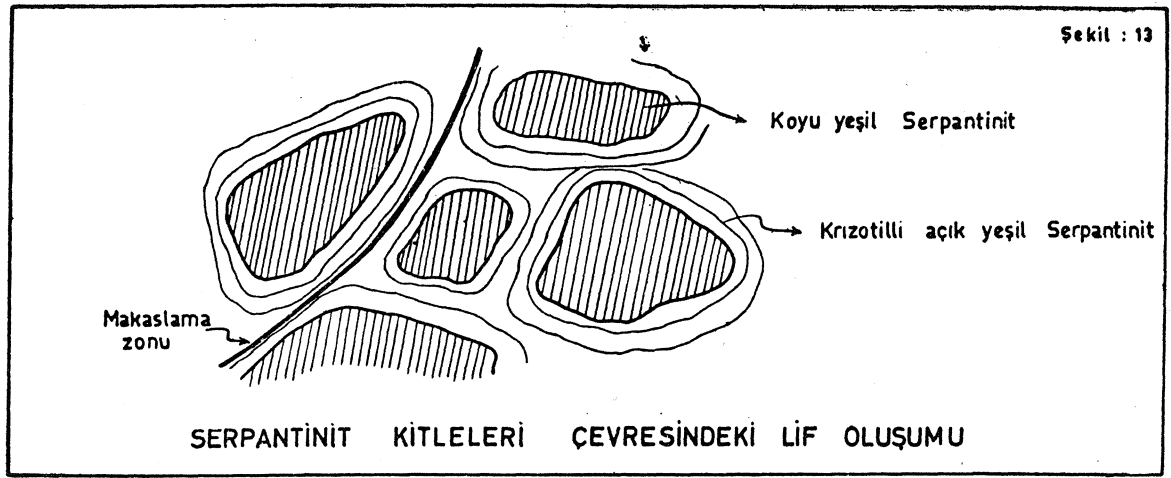 Şekil : 13
Koyu yeşil Serpantinit
Krizotilli açık yeşil Serpantinit
Makaslama
zonu
SERPANTİNİT KİTLELERİ ÇEVRESİNDEKİ LİF OLUŞUMU